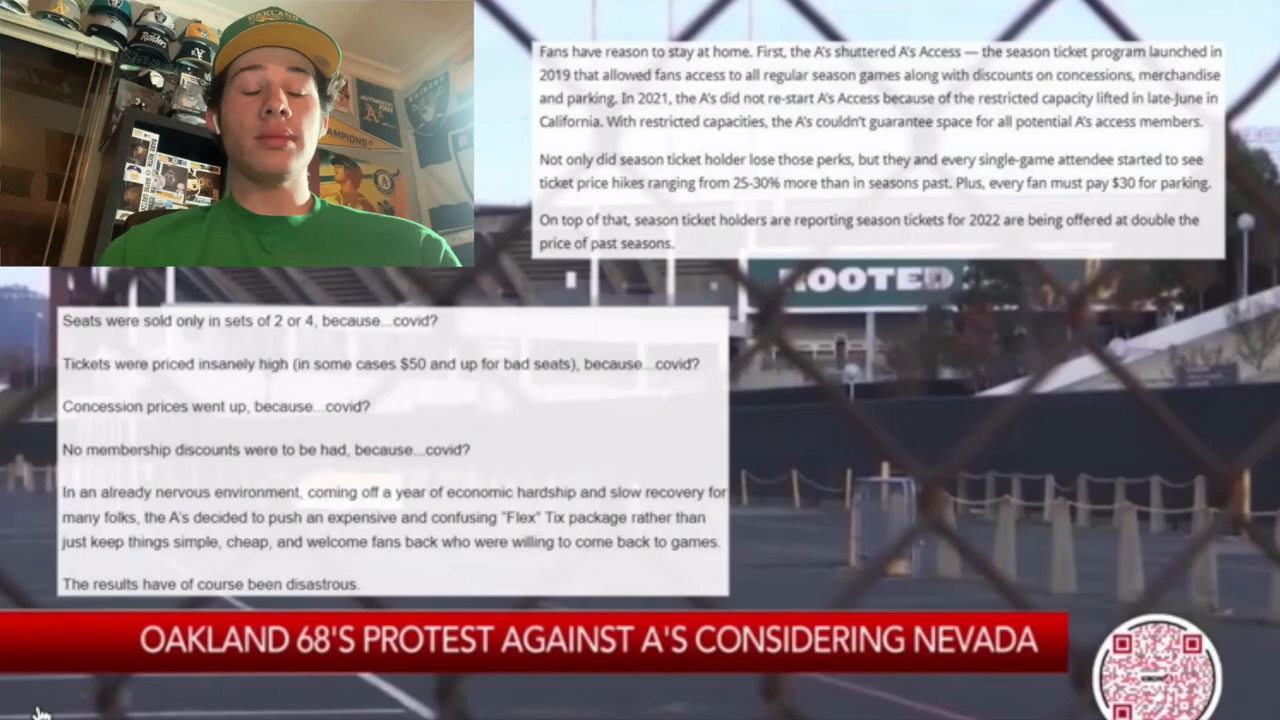 OAKLAND
Raiders
AUTHENTIC
FAN
A's
CHAMPIONS
Fans have reason to stay at home. First, the A's shuttered A's Access — the season ticket program launched in
2019 that allowed fans access to all regular season games along with discounts on concessions, merchandise
and parking. In 2021, the A's did not re-start A's Access because of the restricted capacity lifted in late-June in
California. With restricted capacities, the A's couldn't guarantee space for all potential A's access members.
Not only did season ticket holder lose those perks, but they and every single-game attendee started to see
ticket price hikes ranging from 25-30% more than in seasons past. Plus, every fan must pay $30 for parking.
On top of that, season ticket holders are reporting season tickets for 2022 are being offered at double the
price of past seasons.
ROOTED
Seats were sold only in sets of 2 or 4, because...covid?
Tickets were priced insanely high (in some cases $50 and up for bad seats), because...covid?
Concession prices went up, because...covid?
No membership discounts were to be had, because...covid?
In an already nervous environment, coming off a year of economic hardship and slow recovery for
many folks, the A's decided to push an expensive and confusing "Flex" Tix package rather than
just keep things simple, cheap, and welcome fans back who were willing to come back to games.
The results have of course been disastrous.
OAKLAND 68'S PROTEST AGAINST A'S CONSIDERING NEVADA